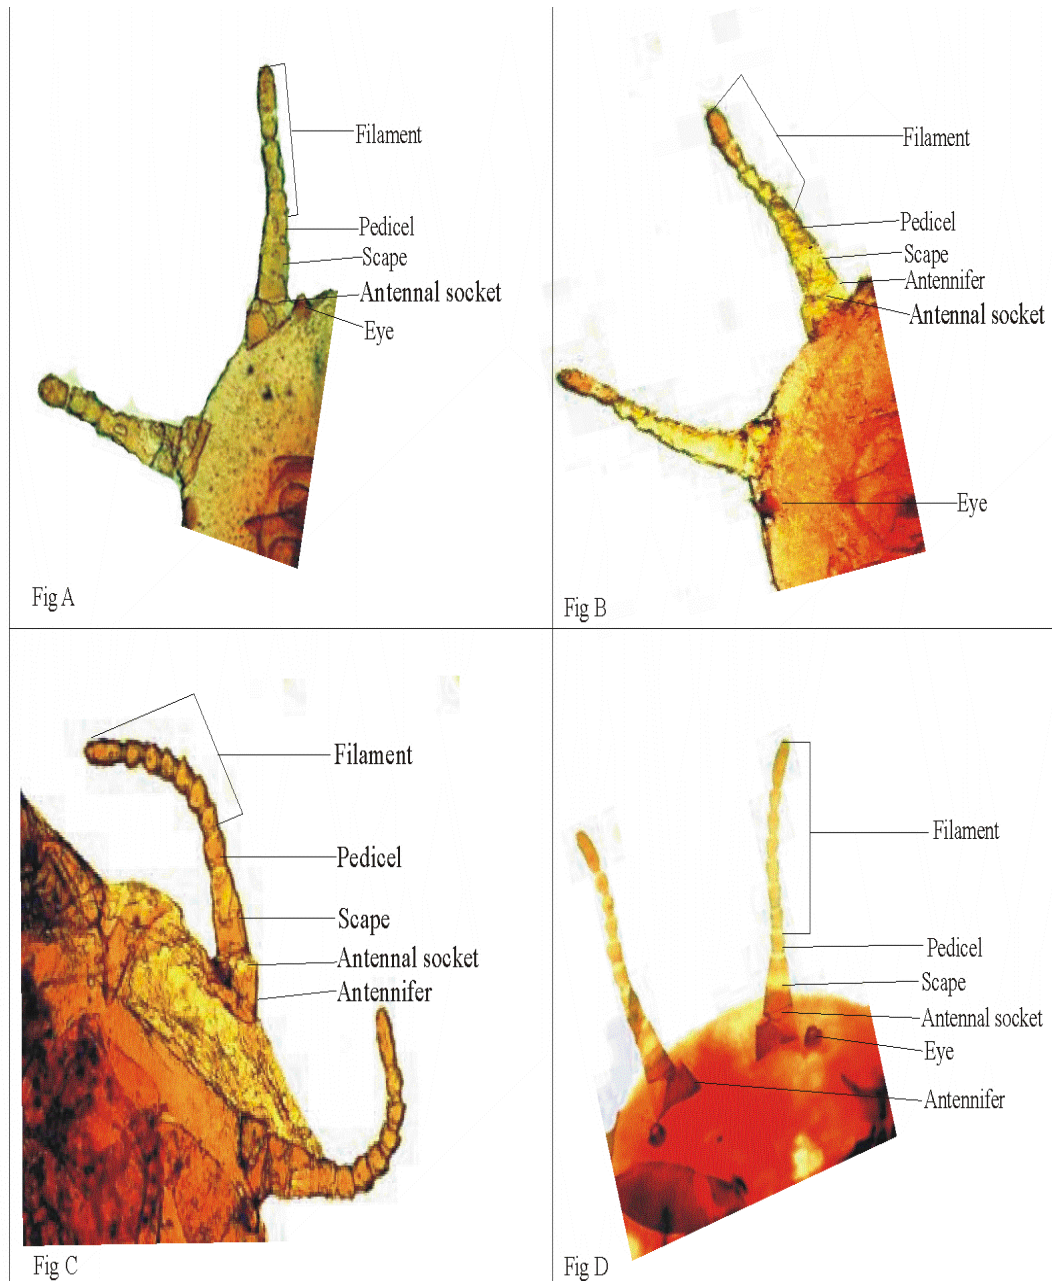 Filament
Pedicel
Scape
Antennal socket
Eye
Fig A
Filament
Pedicel
Scape
Antennifer
Antennal socket
Eye
Fig B
Filament
Pedicel
Scape
Antennal socket
Antennifer
Fig C
Filament
Pedicel
Scape
Antennal socket
Eye
Antennifer
Fig D